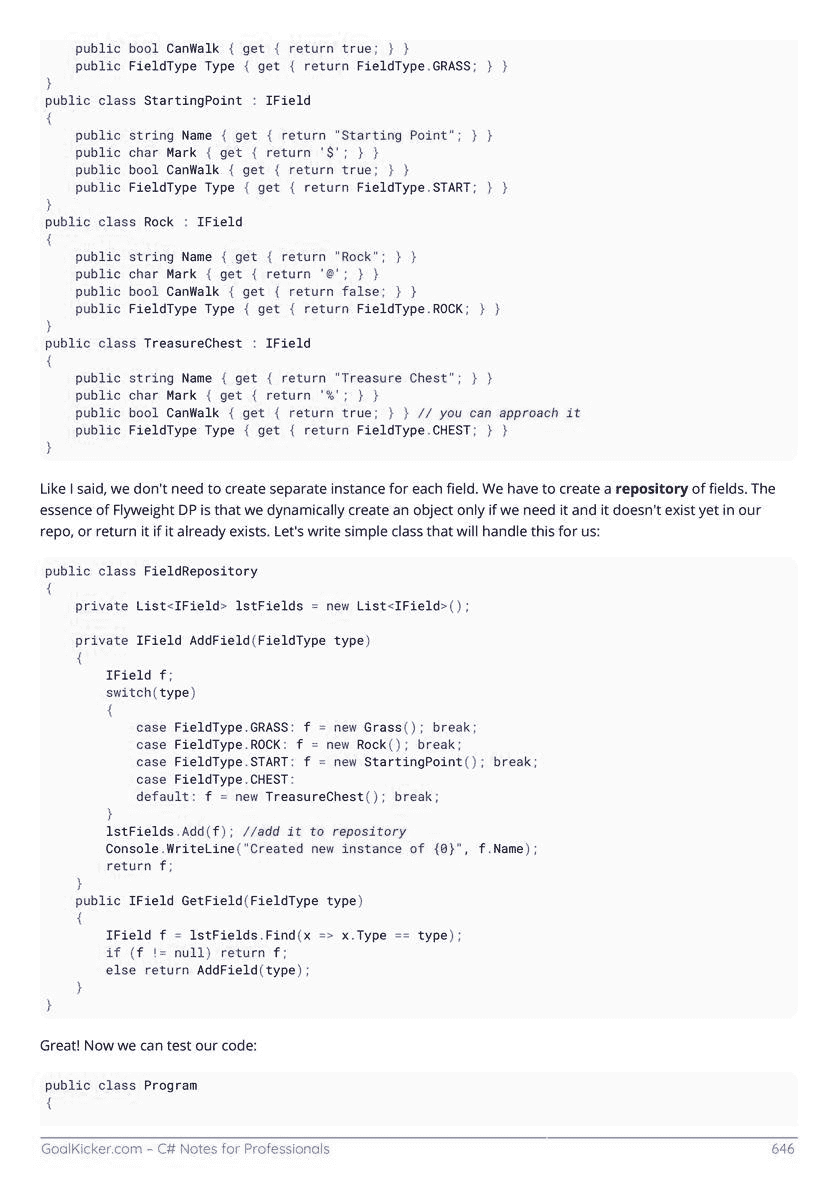 public bool CanWalk { get { return true; } }
    public FieldType Type { get { return FieldType.GRASS; } }
}
public class StartingPoint : IField
{
    public string Name { get { return "Starting Point"; } }
    public char Mark { get { return '$'; } }
    public bool CanWalk { get { return true; } }
    public FieldType Type { get { return FieldType.START; } }
}
public class Rock : IField
{
    public string Name { get { return "Rock"; } }
    public char Mark { get { return '@'; } }
    public bool CanWalk { get { return false; } }
    public FieldType Type { get { return FieldType.ROCK; } }
}
public class TreasureChest : IField
{
    public string Name { get { return "Treasure Chest"; } }
    public char Mark { get { return '%'; } }
    public bool CanWalk { get { return true; } } // you can approach it
    public FieldType Type { get { return FieldType.CHEST; } }
}
Like I said, we don't need to create separate instance for each field. We have to create a repository of fields. The
essence of Flyweight DP is that we dynamically create an object only if we need it and it doesn't exist yet in our
repo, or return it if it already exists. Let's write simple class that will handle this for us:
public class FieldRepository
{
    private List<IField> lstFields = new List<IField>();
    private IField AddField(FieldType type)
    {
        IField f;
        switch(type)
        {
            case FieldType.GRASS: f = new Grass(); break;
            case FieldType.ROCK: f = new Rock(); break;
            case FieldType.START: f = new StartingPoint(); break;
            case FieldType.CHEST:
            default: f = new TreasureChest(); break;
        }
        lstFields.Add(f); //add it to repository
        Console.WriteLine("Created new instance of {0}", f.Name);
        return f;
    }
    public IField GetField(FieldType type)
    {
        IField f = lstFields.Find(x => x.Type == type);
        if (f != null) return f;
        else return AddField(type);
    }
}
Great! Now we can test our code:
public class Program
{
GoalKicker.com – C# Notes for Professionals 646